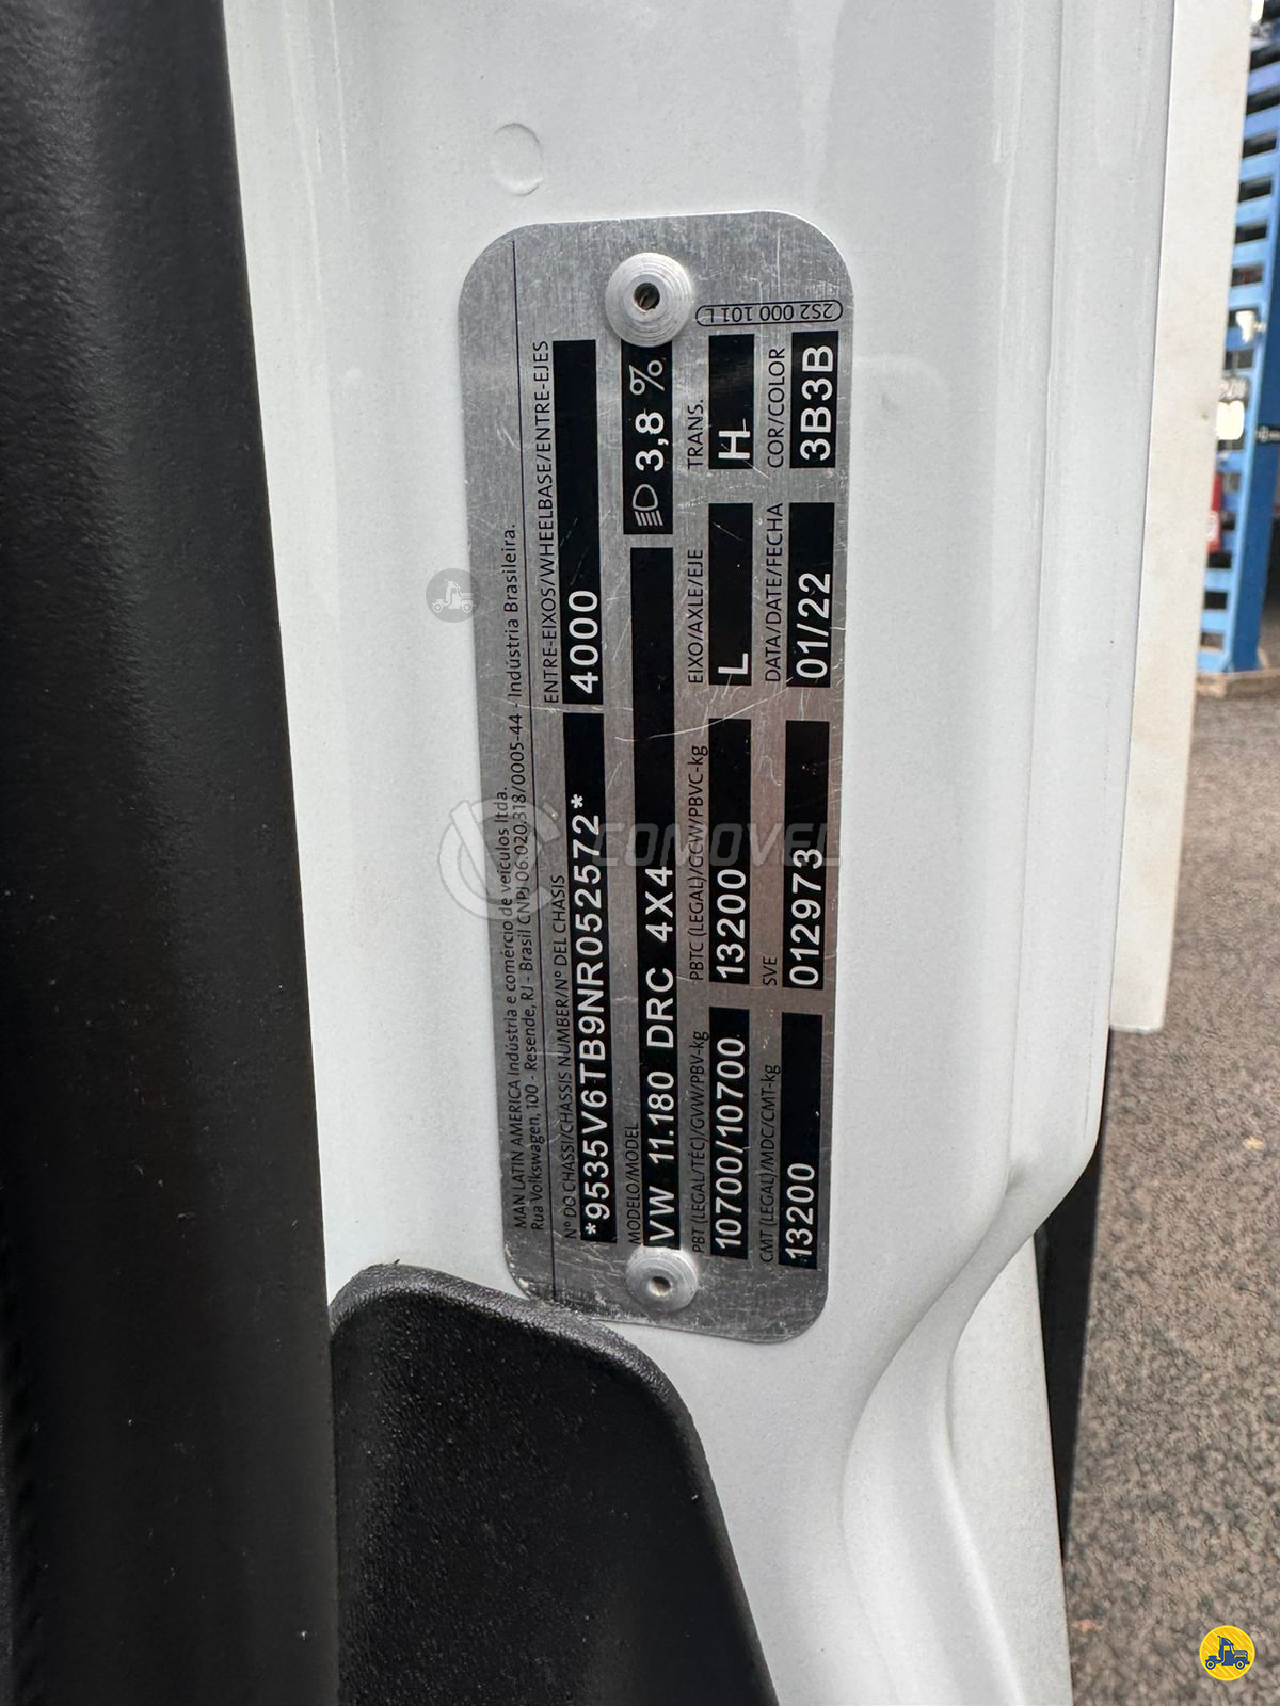 MAN LATIN AMERICA Indústria e comércio de veículos ltda.
Rua Volkswagen, 100 - Resende, RJ - Brasil CNPJ 06.020.318/0005-44 - Indústria Brasileira.
Nº DO CHASSI/CHASSIS NUMBER/Nº DEL CHASIS ENTRE-EIXOS/WHEELBASE/ENTRE-EJES
*9535V6TB9NR052572* 4000
MODELO/MODEL
VW 11.180 DRC 4X4 3,8 %
PBT (LEGAL/TÉC)/GVW/PBV-kg PBTC (LEGAL)/GCW/PBVC-kg EIXO/AXLE/EJE TRANS.
10700/10700 13200 L H
CMT (LEGAL)/MDC/CMT-kg SVE DATA/DATE/FECHA COR/COLOR
13200 012973 01/22 3B3B
2S2 000 101 L
COMOVEL